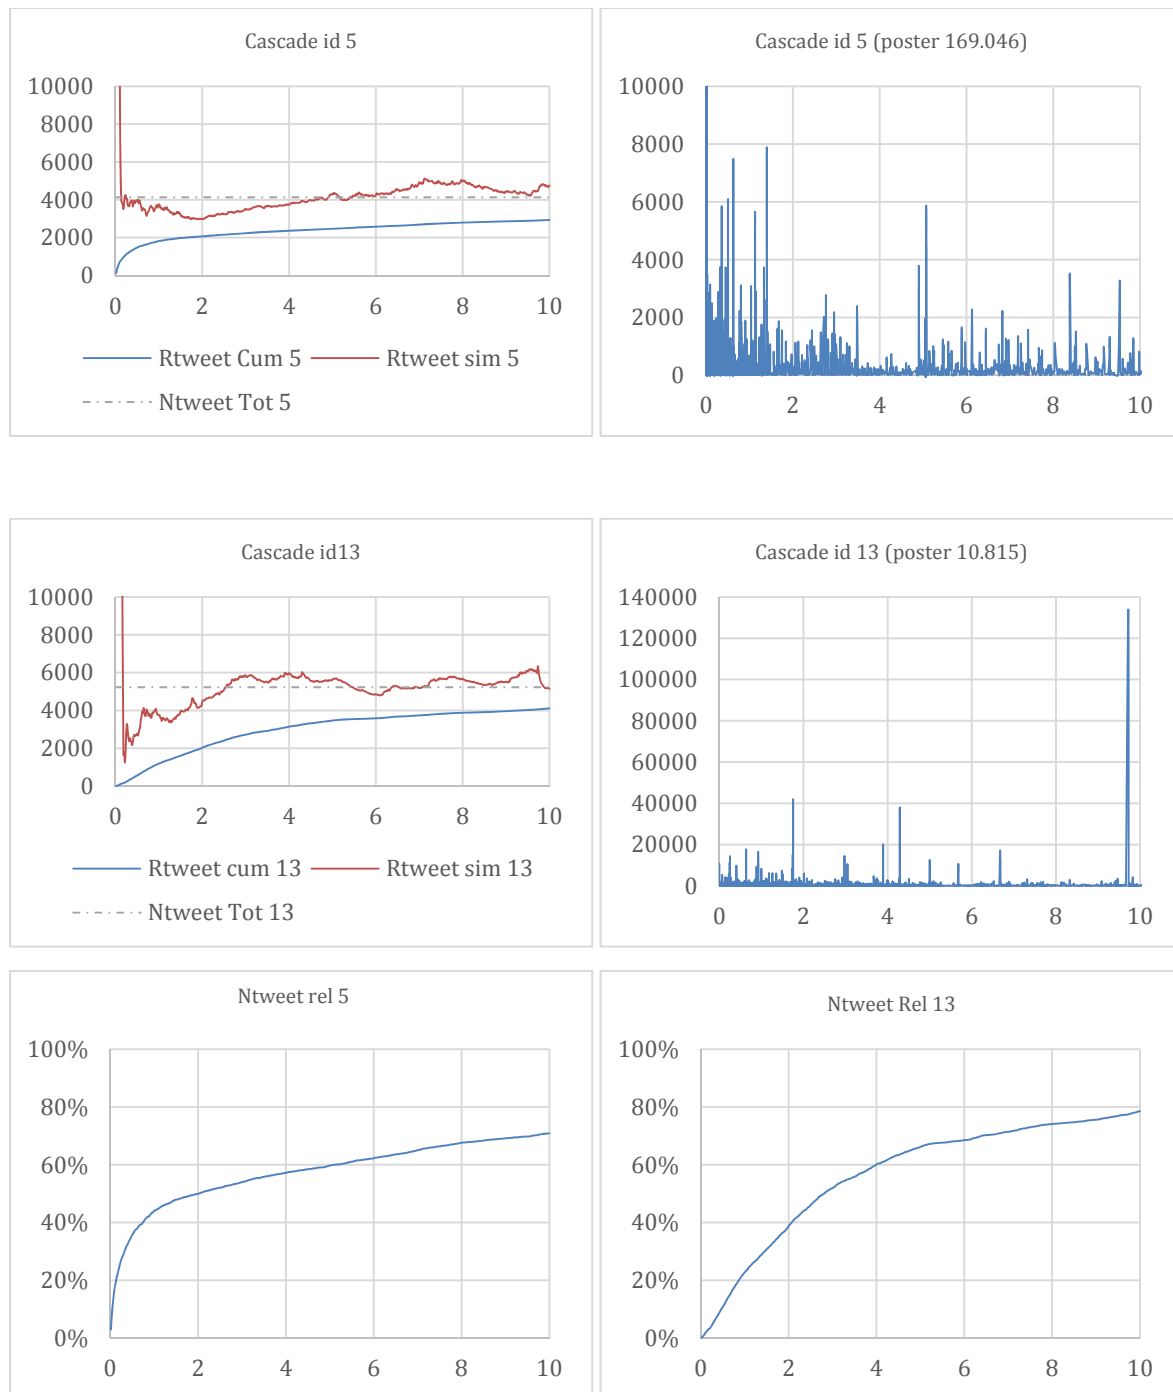 Cascade id 5
10000
8000
6000
4000
2000
0
0 2 4 6 8 10
Rtweet Cum 5 Rtweet sim 5
Ntweet Tot 5
Cascade id 5 (poster 169.046)
10000
8000
6000
4000
2000
0
0 2 4 6 8 10
Cascade id13
10000
8000
6000
4000
2000
0
0 2 4 6 8 10
Rtweet cum 13 Rtweet sim 13
Ntweet Tot 13
Cascade id 13 (poster 10.815)
140000
120000
100000
80000
60000
40000
20000
0
0 2 4 6 8 10
Ntweet rel 5
100%
80%
60%
40%
20%
0%
0 2 4 6 8 10
Ntweet Rel 13
100%
80%
60%
40%
20%
0%
0 2 4 6 8 10